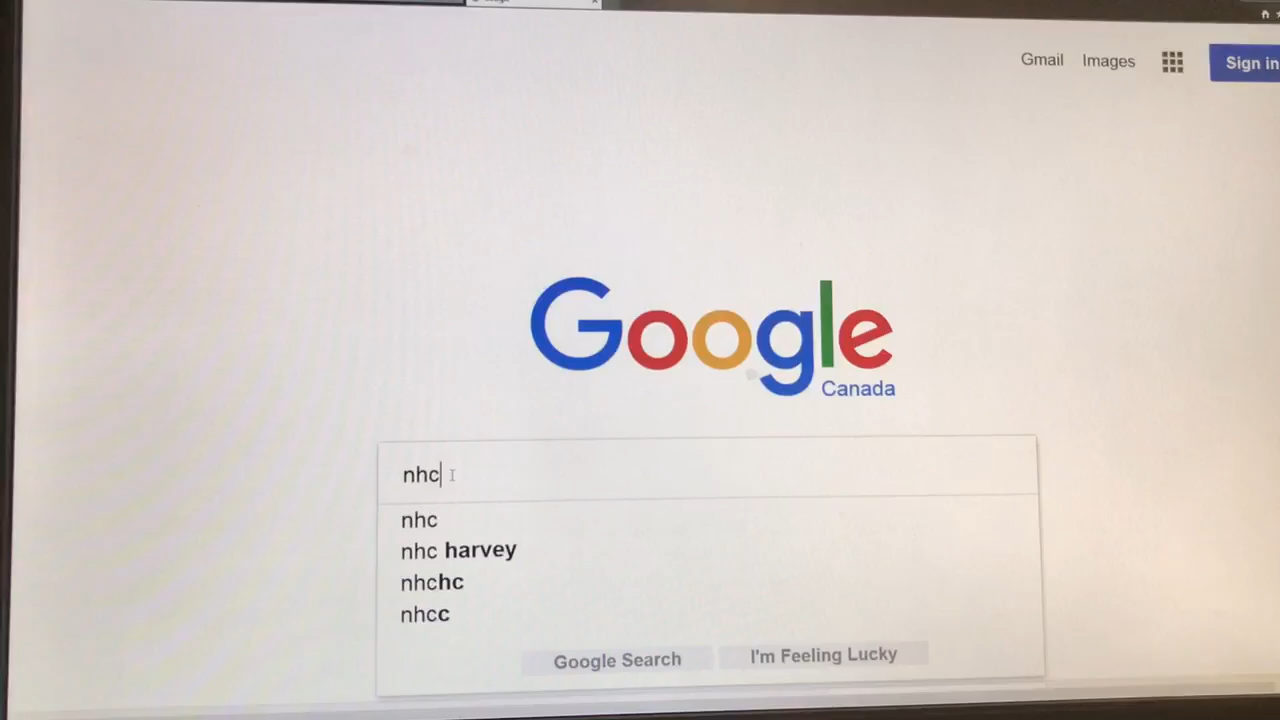 Gmail Images
Sign in
Google
Canada
nhc
nhc
nhc harvey
nhchc
nhcc
Google Search I'm Feeling Lucky